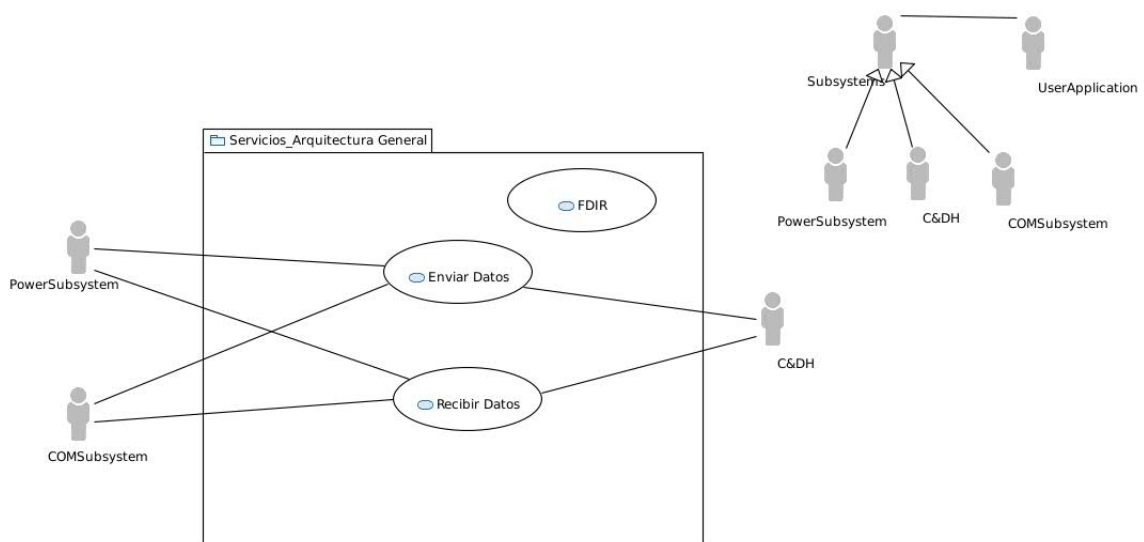 Subsystems
UserApplication
Servicios_Arquitectura General
FDIR
PowerSubsystem
C&DH
COMSubsystem
Enviar Datos
PowerSubsystem
C&DH
Recibir Datos
COMSubsystem